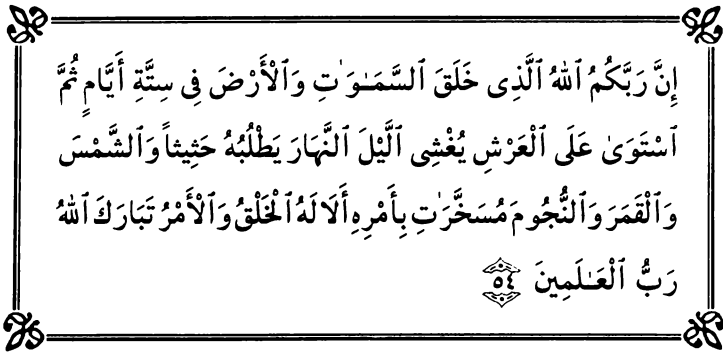 إِنَّ رَبَّكُمُ ٱللَّهُ ٱلَّذِى خَلَقَ ٱلسَّمَـٰوَٰتِ وَٱلْأَرْضَ فِى سِتَّةِ أَيَّامٍ ثُمَّ
ٱسْتَوَىٰ عَلَى ٱلْعَرْشِ يُغْشِى ٱلَّيْلَ ٱلنَّهَارَ يَطْلُبُهُ حَثِيثاً وَٱلشَّمْسَ
وَٱلْقَمَرَ وَٱلنُّجُومَ مُسَخَّرَٰتِ بِأَمْرِهِ أَلَا لَهُ ٱلْخَلْقُ وَٱلْأَمْرُ تَبَارَكَ ٱللَّهُ
رَبُّ ٱلْعَـٰلَمِينَ ٥٤